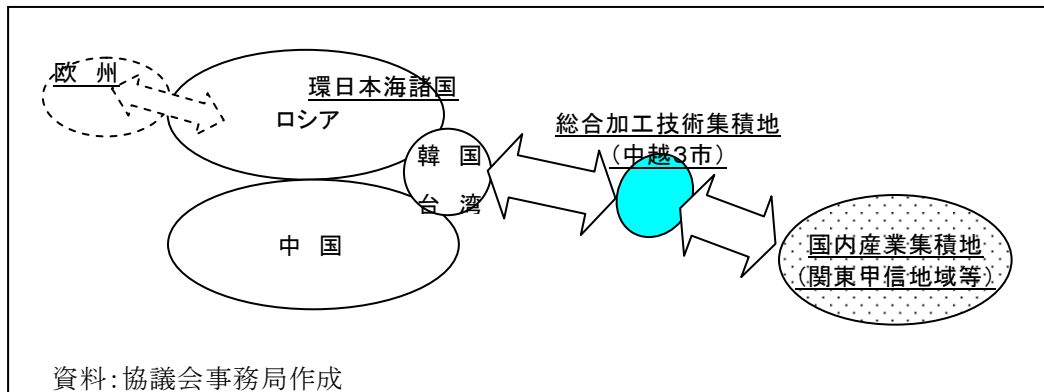 欧 州
環日本海諸国
ロシア
韓 国
台 湾
中 国
総合加工技術集積地
（中越３市）
国内産業集積地
（関東甲信地域等）
資料：協議会事務局作成